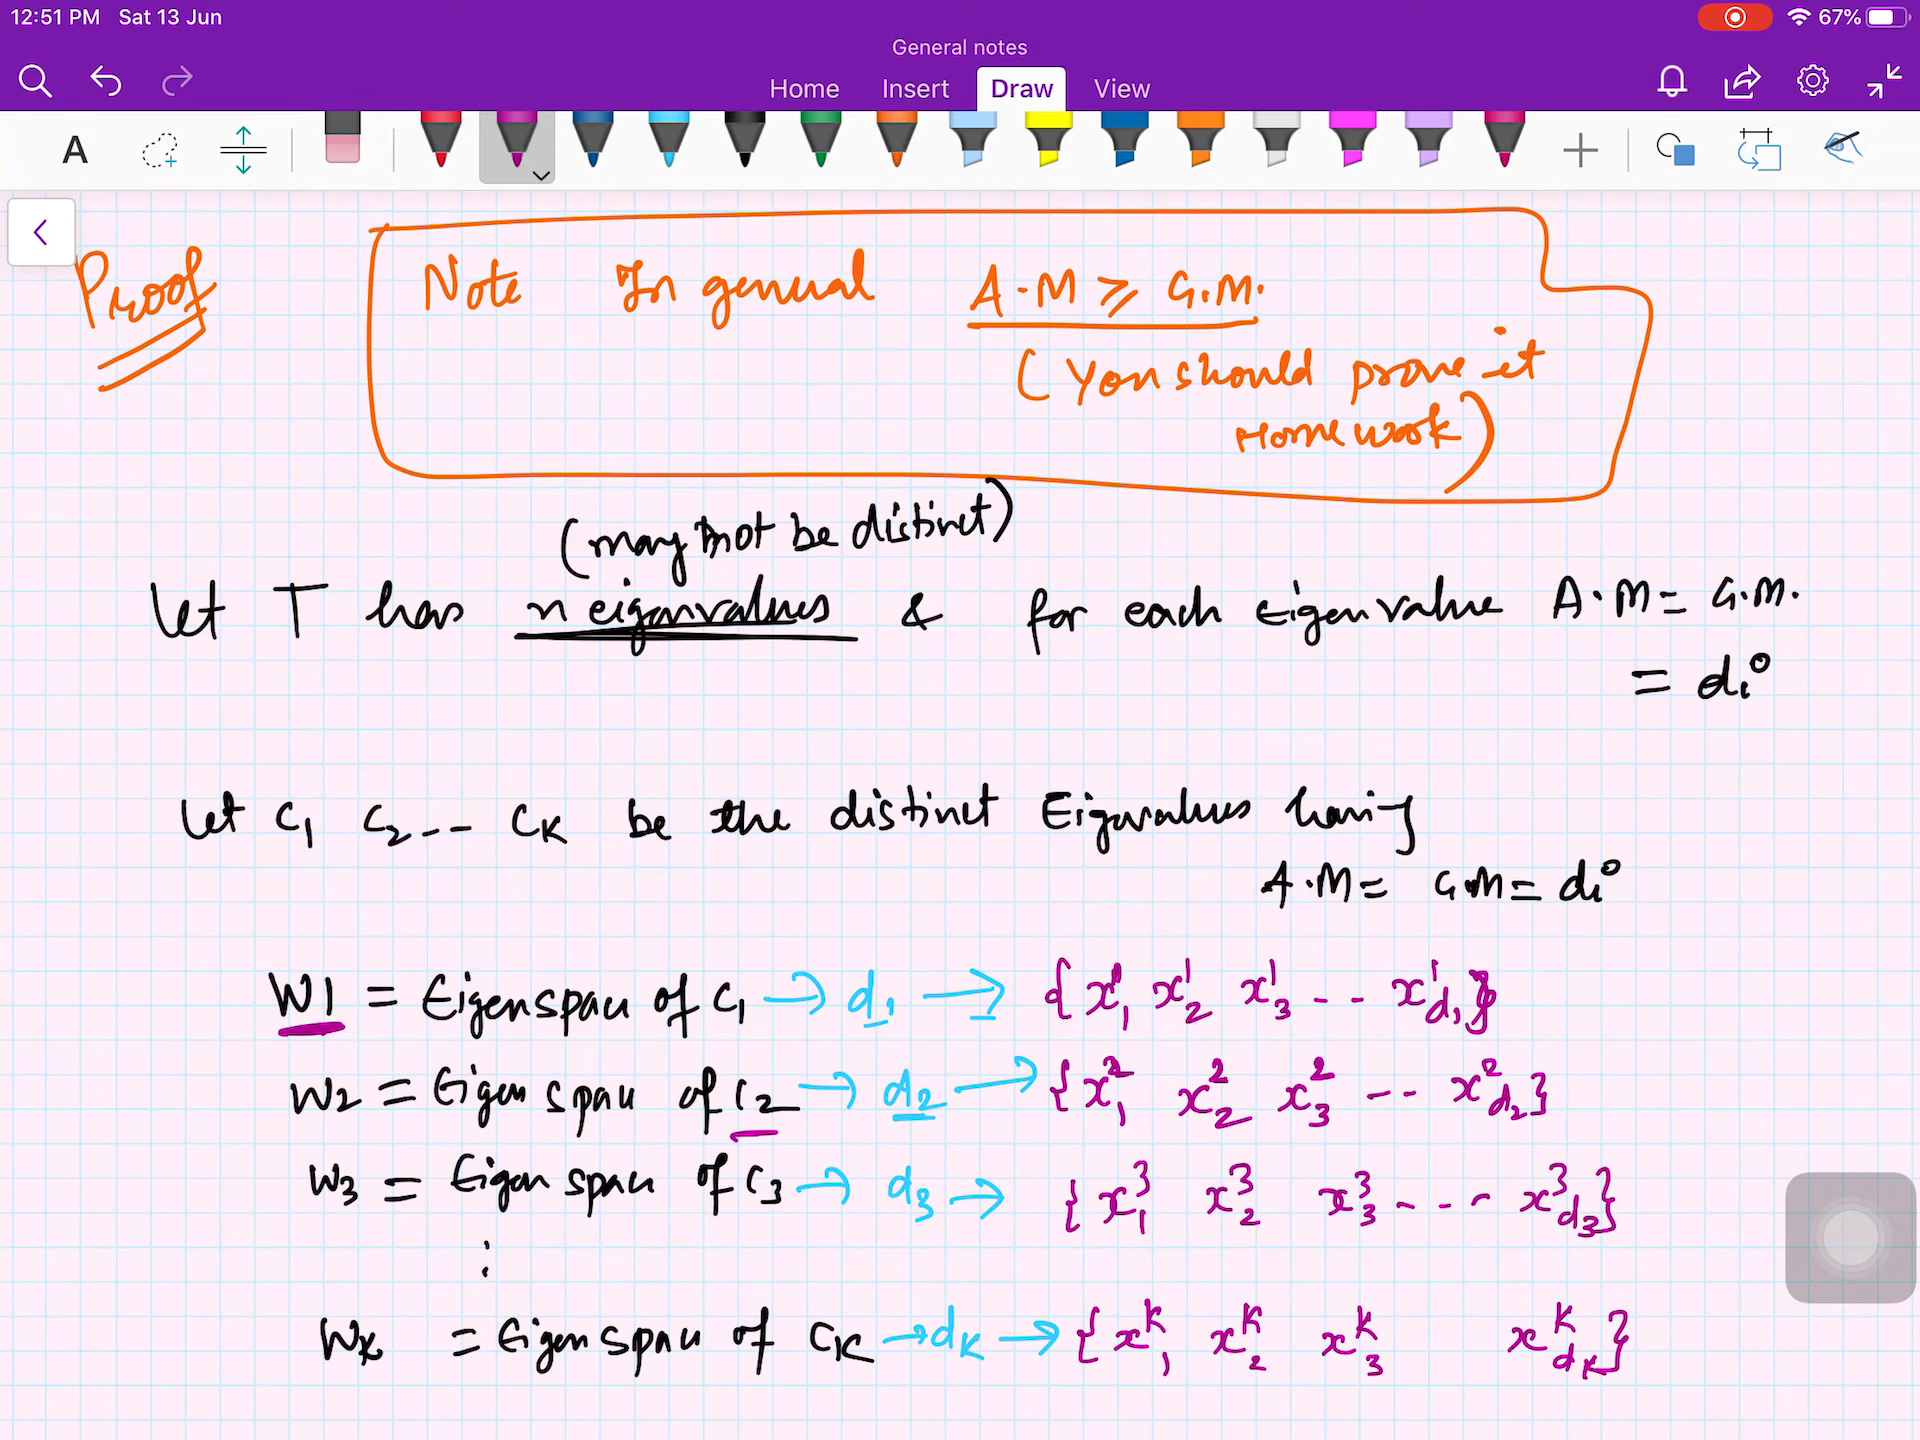 12:51 PM Sat 13 Jun
67%
General notes
Home Insert Draw View
A
Proof
Note In general A.M ≥ G.M.
(You should prove it
Homework)
(may not be distinct)
Let T has n eigenvalues & for each Eigenvalue A.M = G.M.
= di
Let C1 C2 -- CK be the distinct Eigenvalues having
A.M = G.M = di
W1 = Eigenspace of C1 → d1 → {x¹₁ x¹₂ x¹₃ - - x¹d₁}
W2 = Eigen space of C2 → d2 → {x²₁ x²₂ x²₃ -- x²d₂}
W3 = Eigen space of C3 → d3 → {x³₁ x³₂ x³₃ - - - x³d₃}
:
WK = Eigen space of CK → dK → {xᴷ₁ xᴷ₂ xᴷ₃ xᴷdK}